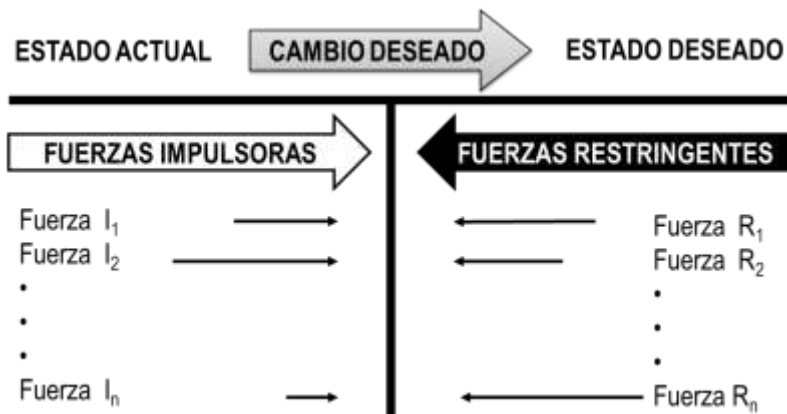 ESTADO ACTUAL CAMBIO DESEADO ESTADO DESEADO
FUERZAS IMPULSORAS FUERZAS RESTRINGENTES
Fuerza I₁ Fuerza R₁
Fuerza I₂ Fuerza R₂
• •
• •
• •
Fuerza Iₙ Fuerza Rₙ